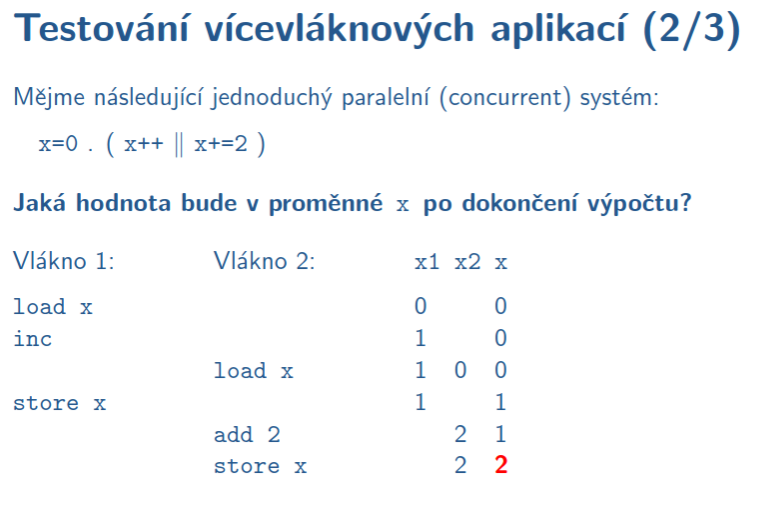 Testování vícevláknových aplikací (2/3)
Mějme následující jednoduchý paralelní (concurrent) systém:
x=0 . ( x++ || x+=2 )
Jaká hodnota bude v proměnné x po dokončení výpočtu?
Vlákno 1: Vlákno 2: x1 x2 x
load x 0 0
inc 1 0
load x 1 0 0
store x 1 1
add 2 2 1
store x 2 2